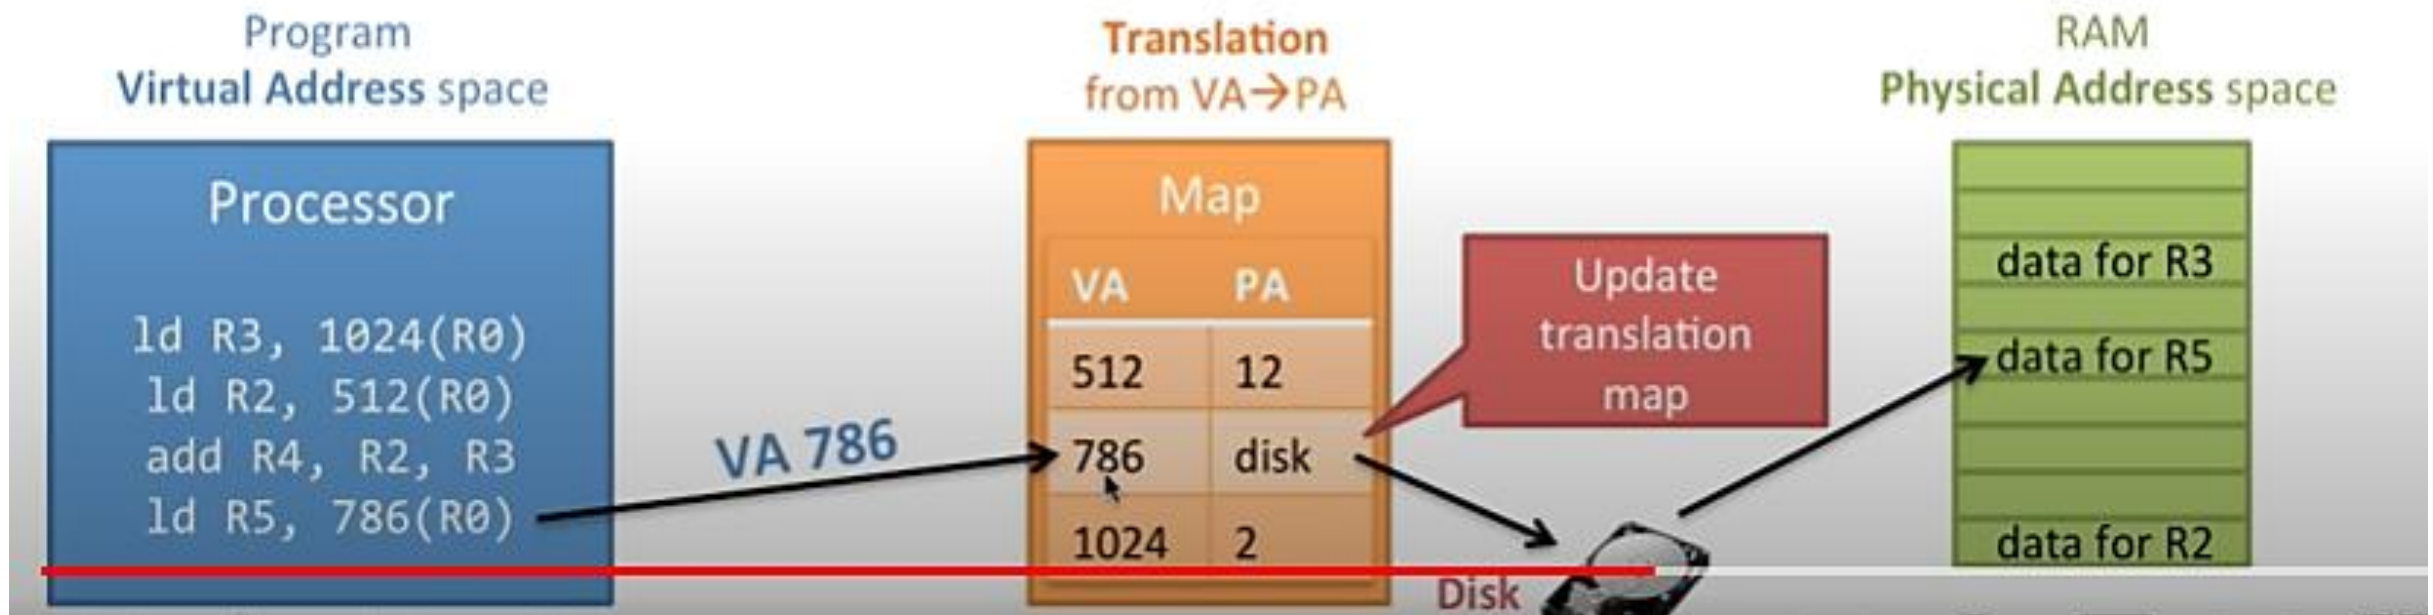 Program
Virtual Address space
Processor
ld R3, 1024(R0)
ld R2, 512(R0)
add R4, R2, R3
ld R5, 786(R0)
VA 786
Translation
from VA→PA
Map
VA PA
512 12
786 disk
1024 2
Update
translation
map
Disk
RAM
Physical Address space
data for R3
data for R5
data for R2